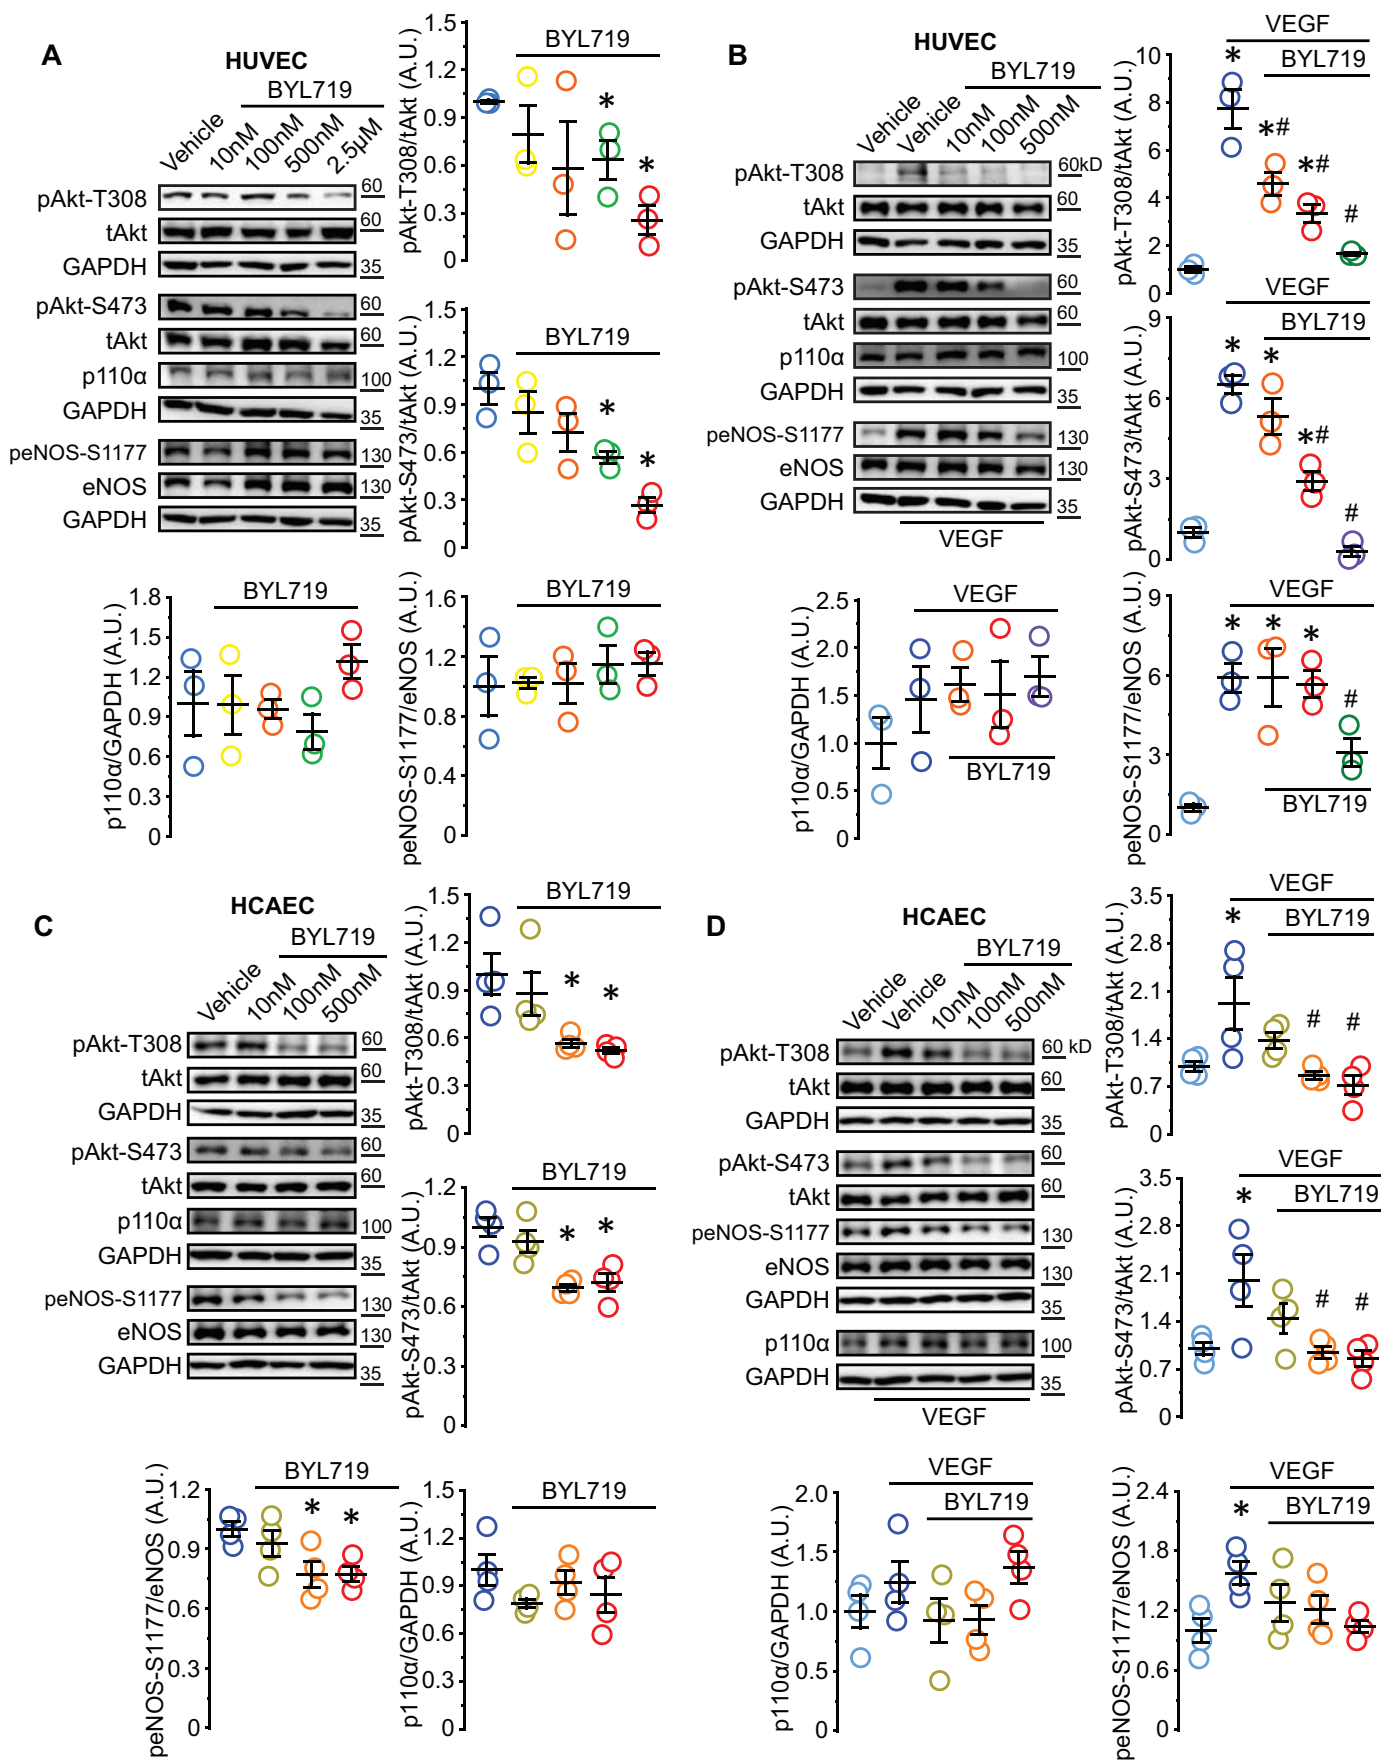 A
HUVEC
BYL719
Vehicle
10nM
100nM
500nM
2.5µM
pAkt-T308
60
tAkt
60
GAPDH
35
pAkt-S473
60
tAkt
60
p110α
100
GAPDH
35
peNOS-S1177
130
eNOS
130
GAPDH
35
pAkt-T308/tAkt (A.U.)
1.5
1.2
0.9
0.6
0.3
0
BYL719
*
*
pAkt-S473/tAkt (A.U.)
1.5
1.2
0.9
0.6
0.3
0
BYL719
*
*
p110α/GAPDH (A.U.)
1.8
1.5
1.2
0.9
0.6
0.3
0
BYL719
peNOS-S1177/eNOS (A.U.)
1.6
1.2
0.8
0.4
0
BYL719
B
HUVEC
BYL719
Vehicle
Vehicle
10nM
100nM
500nM
pAkt-T308
60kD
tAkt
60
GAPDH
35
pAkt-S473
60
tAkt
60
p110α
100
GAPDH
35
peNOS-S1177
130
eNOS
130
GAPDH
35
VEGF
pAkt-T308/tAkt (A.U.)
10
8
6
4
2
0
VEGF
BYL719
*
*#
*#
#
pAkt-S473/tAkt (A.U.)
9
6
3
0
VEGF
BYL719
*
*
*#
#
p110α/GAPDH (A.U.)
2.5
2.0
1.5
1.0
0.5
0
VEGF
BYL719
peNOS-S1177/eNOS (A.U.)
9
6
3
0
VEGF
*
*
*
#
BYL719
C
HCAEC
BYL719
Vehicle
10nM
100nM
500nM
pAkt-T308
60
tAkt
60
GAPDH
35
pAkt-S473
60
tAkt
60
p110α
100
GAPDH
35
peNOS-S1177
130
eNOS
130
GAPDH
35
pAkt-T308/tAkt (A.U.)
1.5
1.2
0.9
0.6
0.3
0
BYL719
*
*
pAkt-S473/tAkt (A.U.)
1.2
0.9
0.6
0.3
0
BYL719
*
*
peNOS-S1177/eNOS (A.U.)
1.2
0.9
0.6
0.3
0
BYL719
*
*
p110α/GAPDH (A.U.)
1.5
1.2
0.9
0.6
0.3
0
BYL719
D
HCAEC
BYL719
Vehicle
Vehicle
10nM
100nM
500nM
pAkt-T308
60 kD
tAkt
60
GAPDH
35
pAkt-S473
60
tAkt
60
peNOS-S1177
130
eNOS
130
GAPDH
35
p110α
100
GAPDH
35
VEGF
pAkt-T308/tAkt (A.U.)
3.5
2.8
2.1
1.4
0.7
0
VEGF
BYL719
*
#
#
pAkt-S473/tAkt (A.U.)
3.5
2.8
2.1
1.4
0.7
0
VEGF
BYL719
*
#
#
p110α/GAPDH (A.U.)
2.0
1.5
1.0
0.5
0
VEGF
BYL719
peNOS-S1177/eNOS (A.U.)
2.4
1.8
1.2
0.6
0
VEGF
BYL719
*